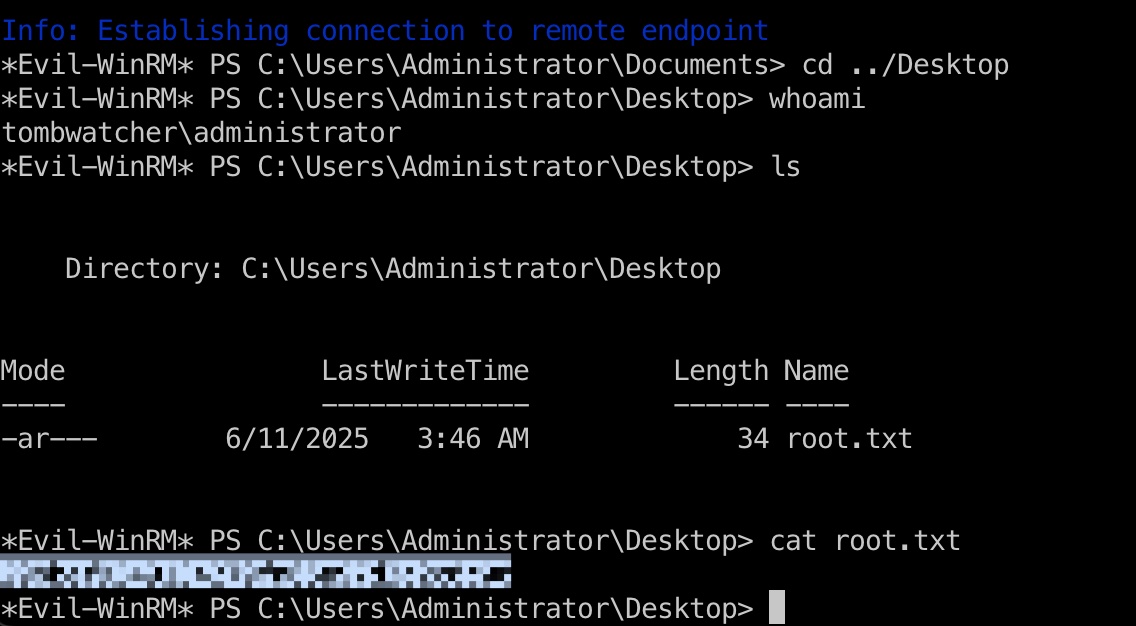 Info: Establishing connection to remote endpoint
*Evil-WinRM* PS C:\Users\Administrator\Documents> cd ../Desktop
*Evil-WinRM* PS C:\Users\Administrator\Desktop> whoami
tombwatcher\administrator
*Evil-WinRM* PS C:\Users\Administrator\Desktop> ls
Directory: C:\Users\Administrator\Desktop
Mode                LastWriteTime         Length Name
----                -------------         ------ ----
-ar---        6/11/2025   3:46 AM             34 root.txt
*Evil-WinRM* PS C:\Users\Administrator\Desktop> cat root.txt
*Evil-WinRM* PS C:\Users\Administrator\Desktop>